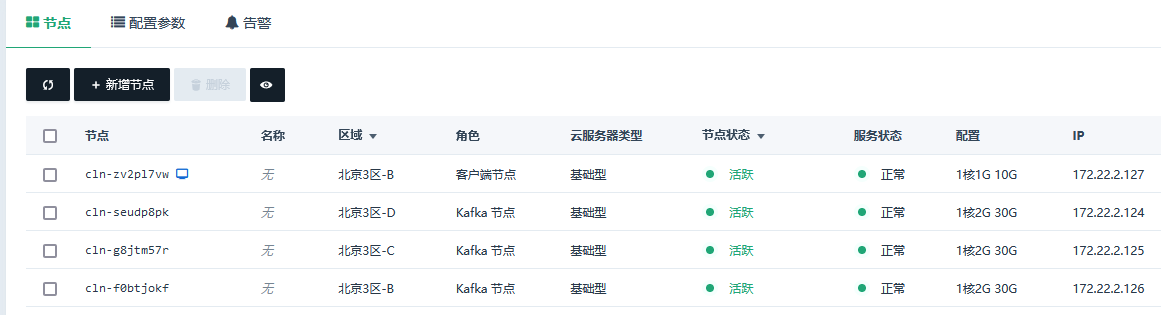 节点 配置参数 告警
+ 新增节点 删除
节点 名称 区域 角色 云服务器类型 节点状态 服务状态 配置 IP
cln-zv2pl7vw 无 北京3区-B 客户端节点 基础型 活跃 正常 1核1G 10G 172.22.2.127
cln-seudp8pk 无 北京3区-D Kafka 节点 基础型 活跃 正常 1核2G 30G 172.22.2.124
cln-g8jtm57r 无 北京3区-C Kafka 节点 基础型 活跃 正常 1核2G 30G 172.22.2.125
cln-f0btjokf 无 北京3区-B Kafka 节点 基础型 活跃 正常 1核2G 30G 172.22.2.126